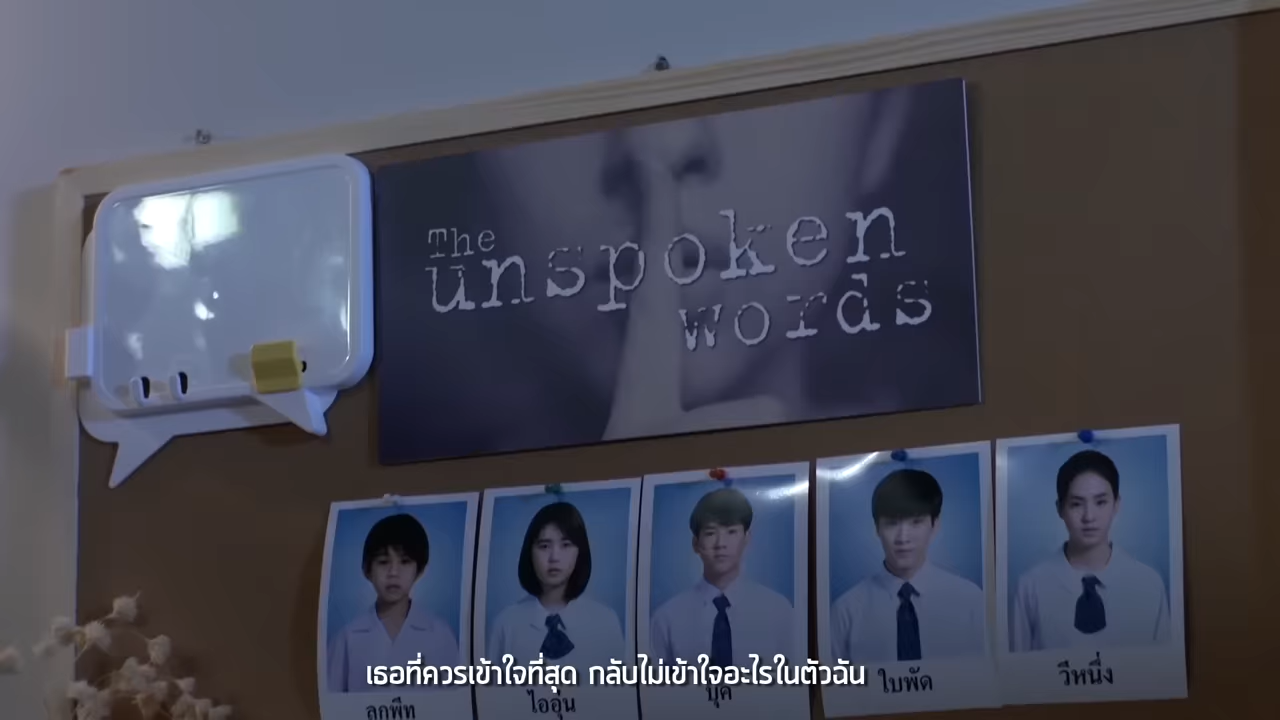 The
unspoken
words
เธอที่ควรเข้าใจที่สุด กลับไม่เข้าใจอะไรในตัวฉัน
ลูกพีท
ไออุ่น
บุ๊ค
ใบพัด
วีหนึ่ง